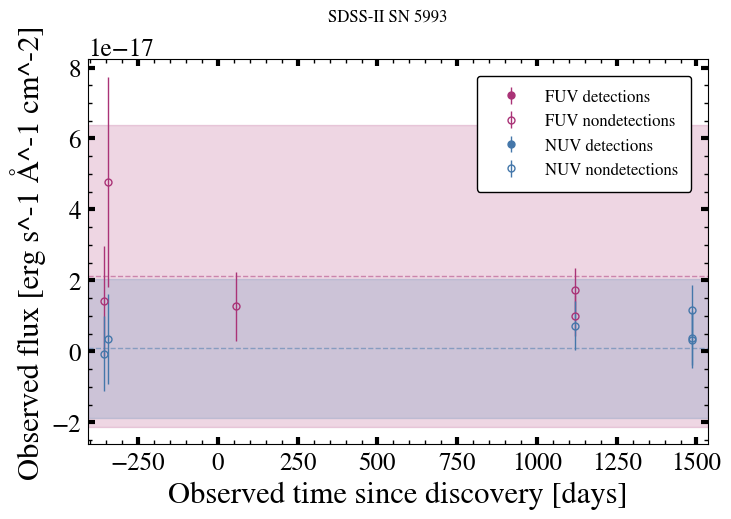 SDSS-II SN 5993
1e−17
Observed flux [erg s^-1 Å^-1 cm^-2]
8
6
4
2
0
−2
FUV detections
FUV nondetections
NUV detections
NUV nondetections
−250 0 250 500 750 1000 1250 1500
Observed time since discovery [days]